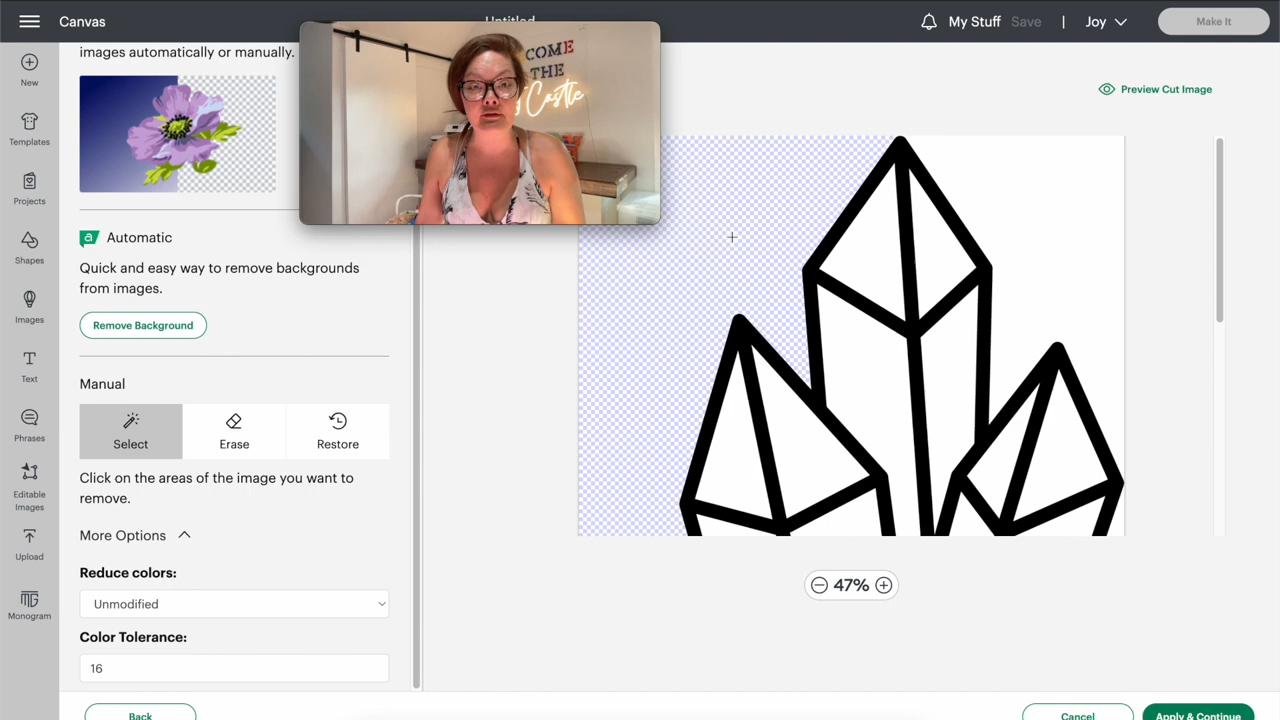 Canvas
Untitled
My Stuff
Save
|
Joy
Make It
New
Templates
Projects
Shapes
Images
Text
Phrases
Editable
Images
Upload
Monogram
images automatically or manually.
COME
THE
Castle
Preview Cut Image
a
Automatic
Quick and easy way to remove backgrounds
from images.
Remove Background
Manual
Select
Erase
Restore
Click on the areas of the image you want to
remove.
More Options
Reduce colors:
Unmodified
Color Tolerance:
16
47%
Back
Cancel
Apply & Continue